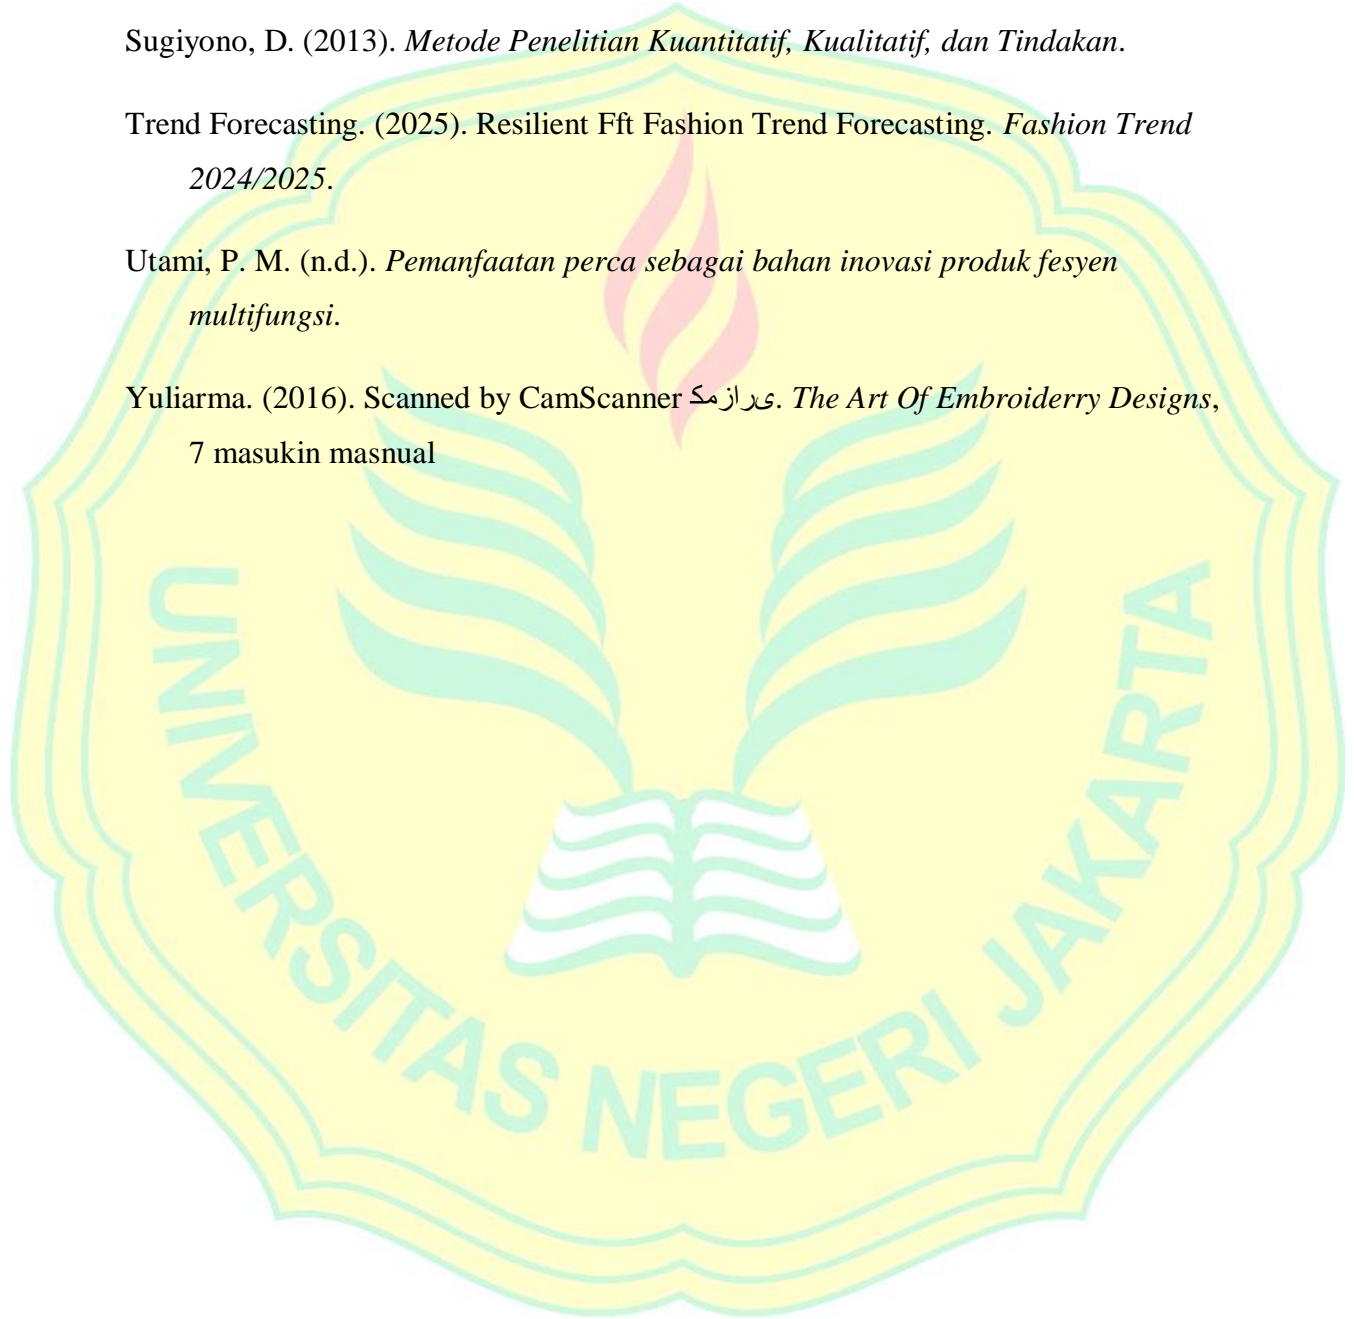 Sugiyono, D. (2013). Metode Penelitian Kuantitatif, Kualitatif, dan Tindakan.
Trend Forecasting. (2025). Resilient Fft Fashion Trend Forecasting. Fashion Trend
2024/2025.
Utami, P. M. (n.d.). Pemanfaatan perca sebagai bahan inovasi produk fesyen
multifungsi.
Yuliarma. (2016). Scanned by CamScanner یرازمک. The Art Of Embroiderry Designs,
7 masukin masnual
UNIVERSITAS NEGERI JAKARTA